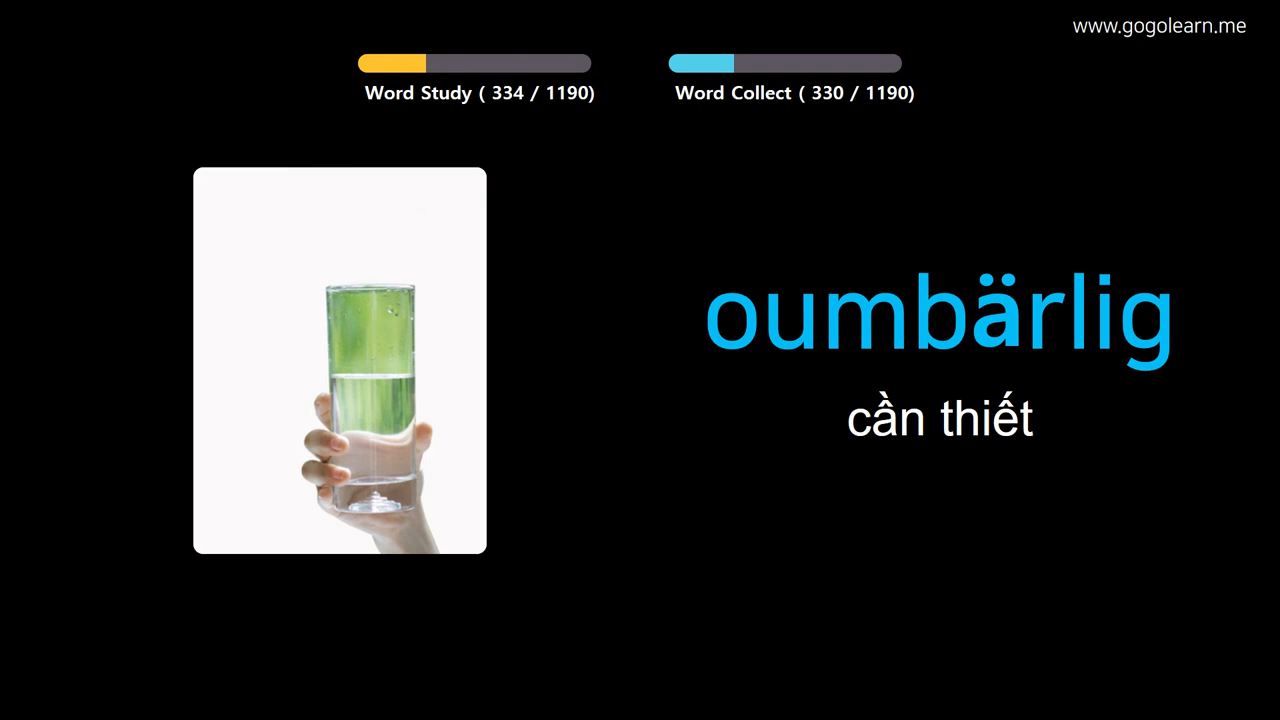 www.gogolearn.me
Word Study ( 334 / 1190)
Word Collect ( 330 / 1190)
oumbärlig
cần thiết